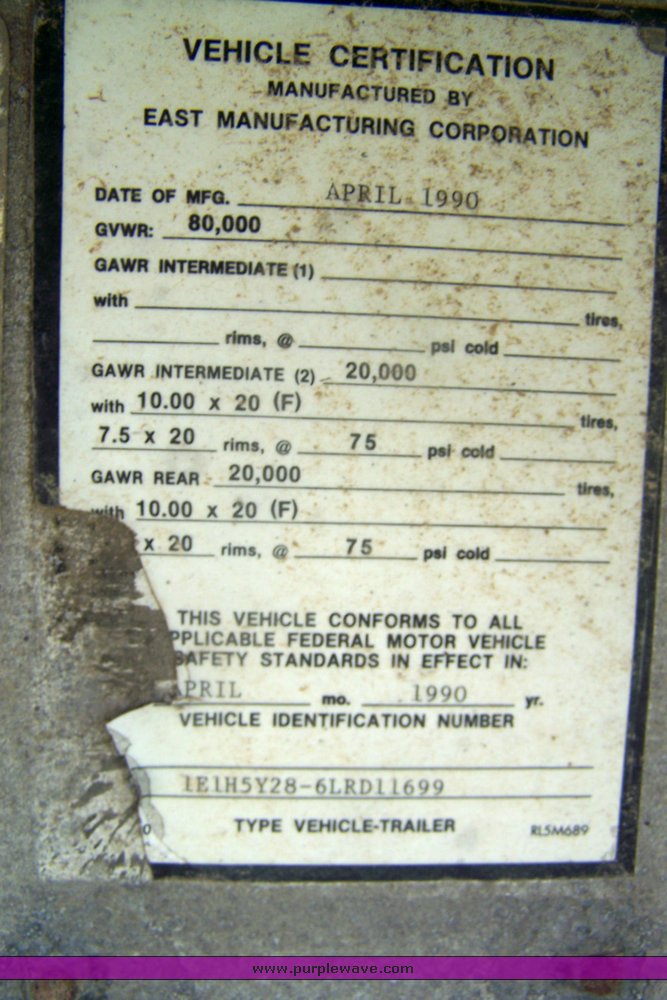 VEHICLE CERTIFICATION
MANUFACTURED BY
EAST MANUFACTURING CORPORATION
DATE OF MFG. APRIL 1990
GVWR: 80,000
GAWR INTERMEDIATE (1)
with tires,
rims, @ psi cold
GAWR INTERMEDIATE (2) 20,000
with 10.00 x 20 (F) tires,
7.5 x 20 rims, @ 75 psi cold
GAWR REAR 20,000
tires,
with 10.00 x 20 (F)
x 20 rims, @ 75 psi cold
THIS VEHICLE CONFORMS TO ALL
PPLICABLE FEDERAL MOTOR VEHICLE
SAFETY STANDARDS IN EFFECT IN:
PRIL mo. 1990 yr.
VEHICLE IDENTIFICATION NUMBER
1E1H5Y28-6LRD11699
0 TYPE VEHICLE-TRAILER RL5M689
www.purplewave.com